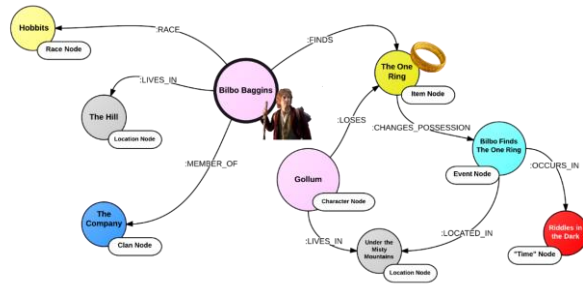 Hobbits
Race Node
:RACE
:FINDS
The One
Ring
Item Node
:LIVES_IN
Bilbo Baggins
The Hill
Location Node
:LOSES
:CHANGES_POSSESSION
Bilbo Finds
The One Ring
Event Node
:OCCURS_IN
:MEMBER_OF
Gollum
Character Node
The
Company
Clan Node
:LIVES_IN
Under the
Misty
Mountains
Location Node
:LOCATED_IN
Riddles in
the Dark
"Time" Node